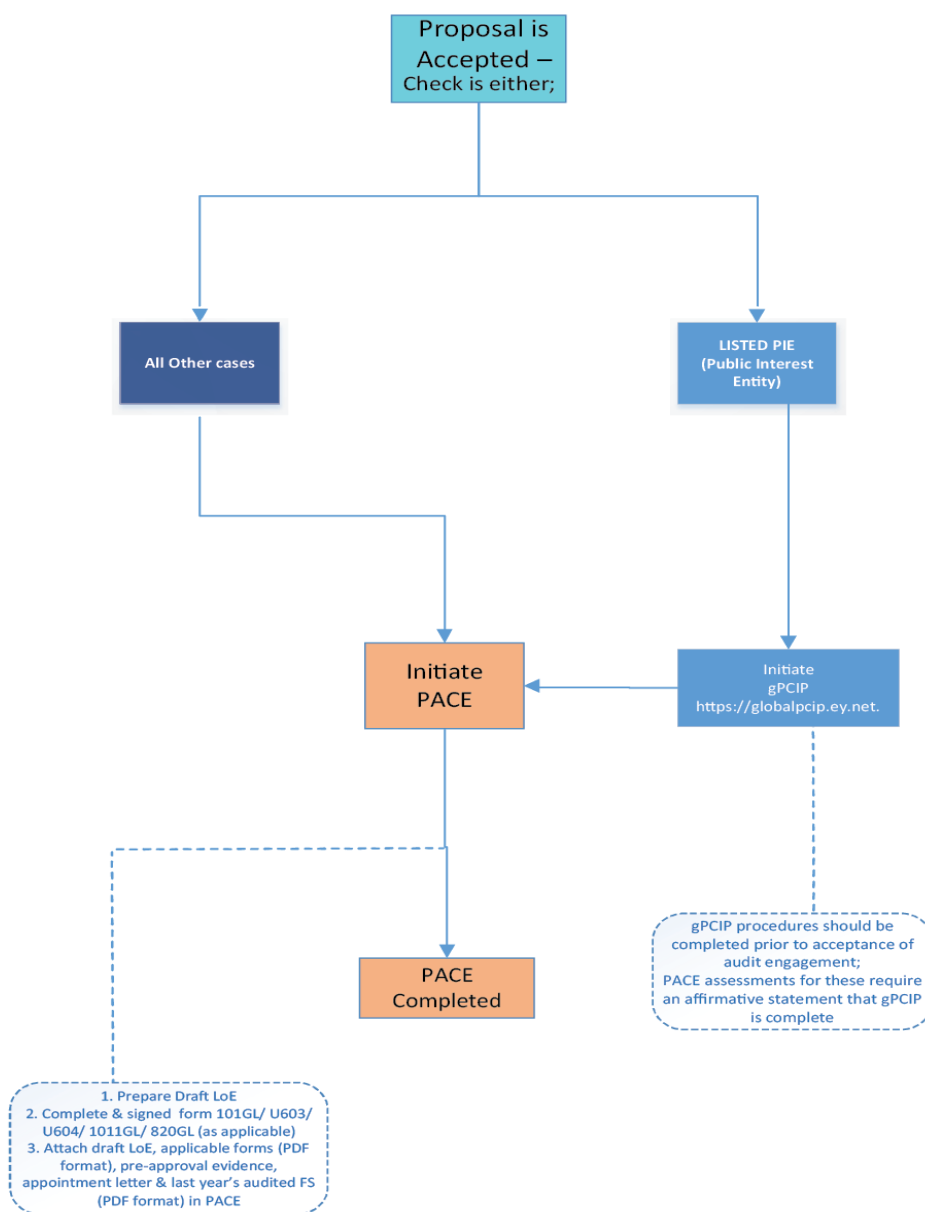 Proposal is
Accepted –
Check is either;
All Other cases
LISTED PIE
(Public Interest
Entity)
Initiate
PACE
Initiate
gPCIP
https://globalpcip.ey.net.
gPCIP procedures should be
completed prior to acceptance of
audit engagement;
PACE assessments for these require
an affirmative statement that gPCIP
is complete
PACE
Completed
1. Prepare Draft LoE
2. Complete & signed form 101GL/ U603/
U604/ 1011GL/ 820GL (as applicable)
3. Attach draft LoE, applicable forms (PDF
format), pre-approval evidence,
appointment letter & last year's audited FS
(PDF format) in PACE